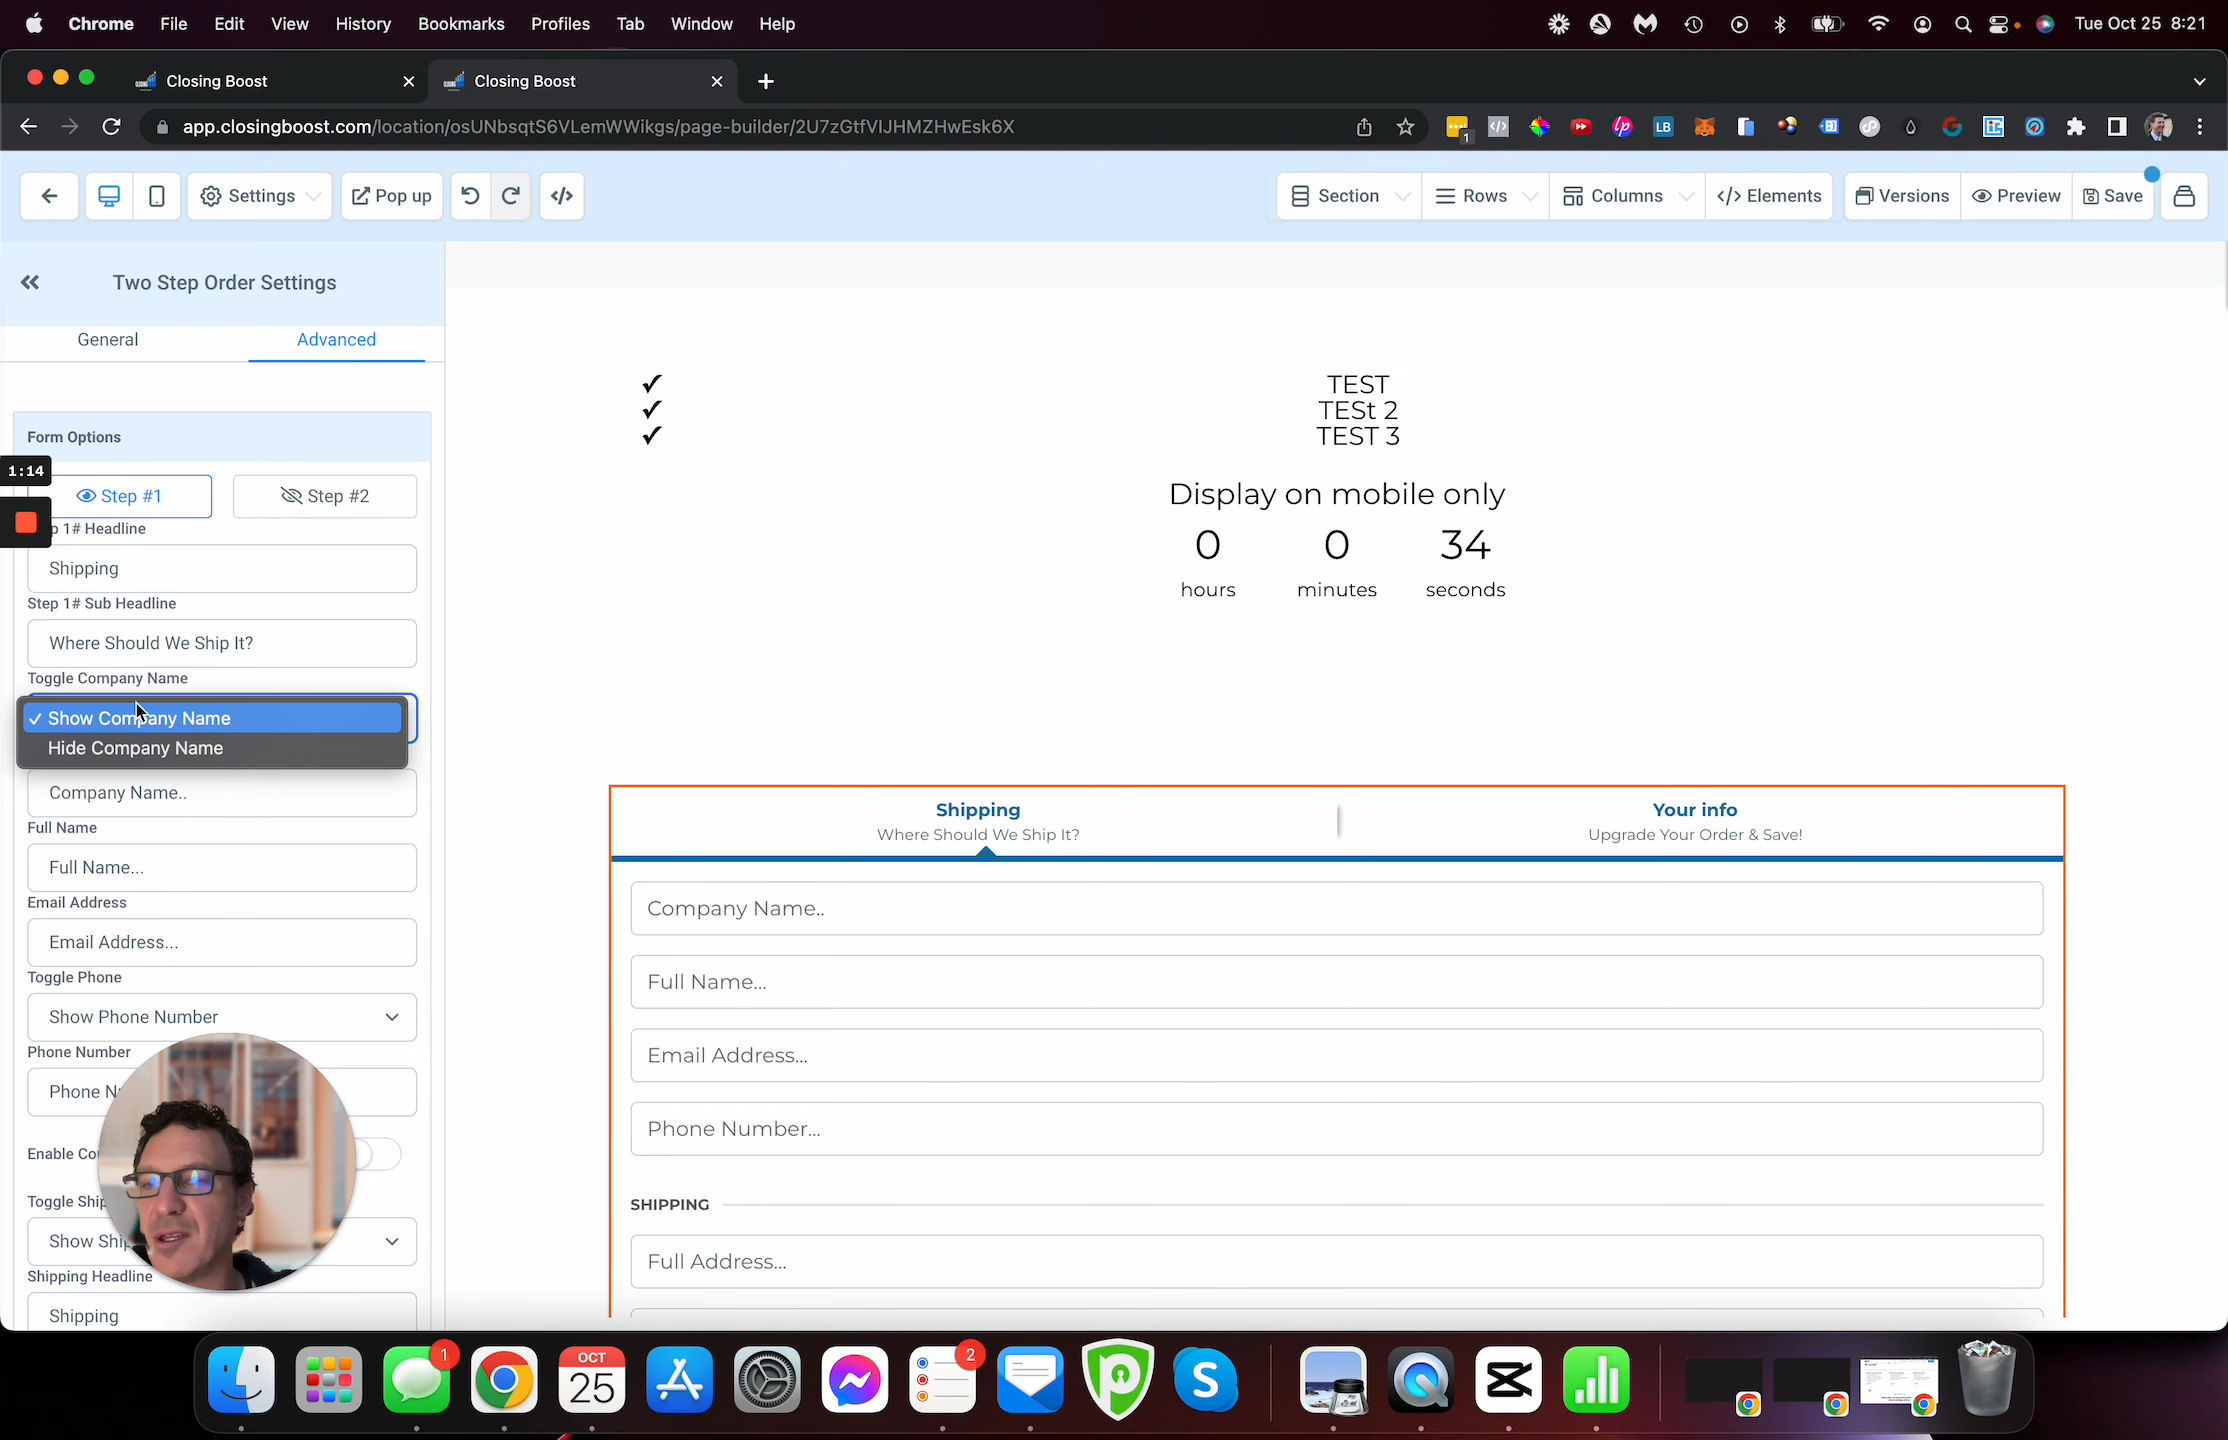 Chrome File Edit View History Bookmarks Profiles Tab Window Help Tue Oct 25 8:21
Closing Boost Closing Boost
app.closingboost.com/location/osUNbsqtS6VLemWWikgs/page-builder/2U7zGtfVIJHMZHwEsk6X
Settings Pop up Section Rows Columns </> Elements Versions Preview Save
Two Step Order Settings
General Advanced
Form Options
1:14
Step #1 Step #2
p 1# Headline
Shipping
Step 1# Sub Headline
Where Should We Ship It?
Toggle Company Name
✓ Show Company Name
Hide Company Name
Company Name..
Full Name
Full Name...
Email Address
Email Address...
Toggle Phone
Show Phone Number
Phone Number
Phone N
Enable Co
Toggle Ship
Show Ship
Shipping Headline
Shipping
✓ TEST
✓ TESt 2
✓ TEST 3
Display on mobile only
0 0 34
hours minutes seconds
Shipping Your info
Where Should We Ship It? Upgrade Your Order & Save!
Company Name..
Full Name...
Email Address...
Phone Number...
SHIPPING
Full Address...
1 OCT 25 2